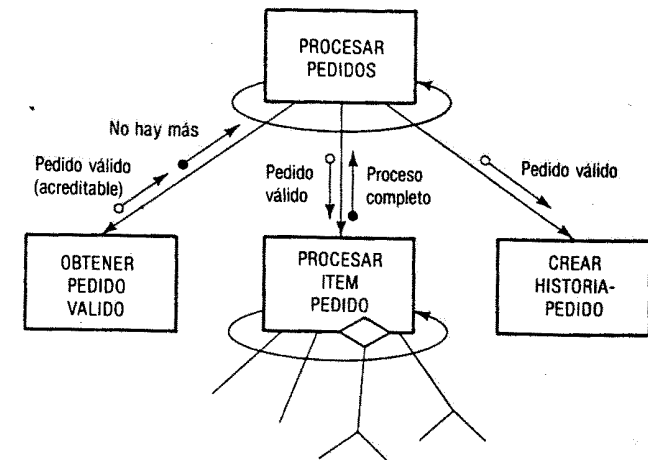 PROCESAR
PEDIDOS
No hay más
Pedido válido
(acreditable)
Pedido
válido
Proceso
completo
Pedido válido
OBTENER
PEDIDO
VALIDO
PROCESAR
ITEM
PEDIDO
CREAR
HISTORIA-
PEDIDO